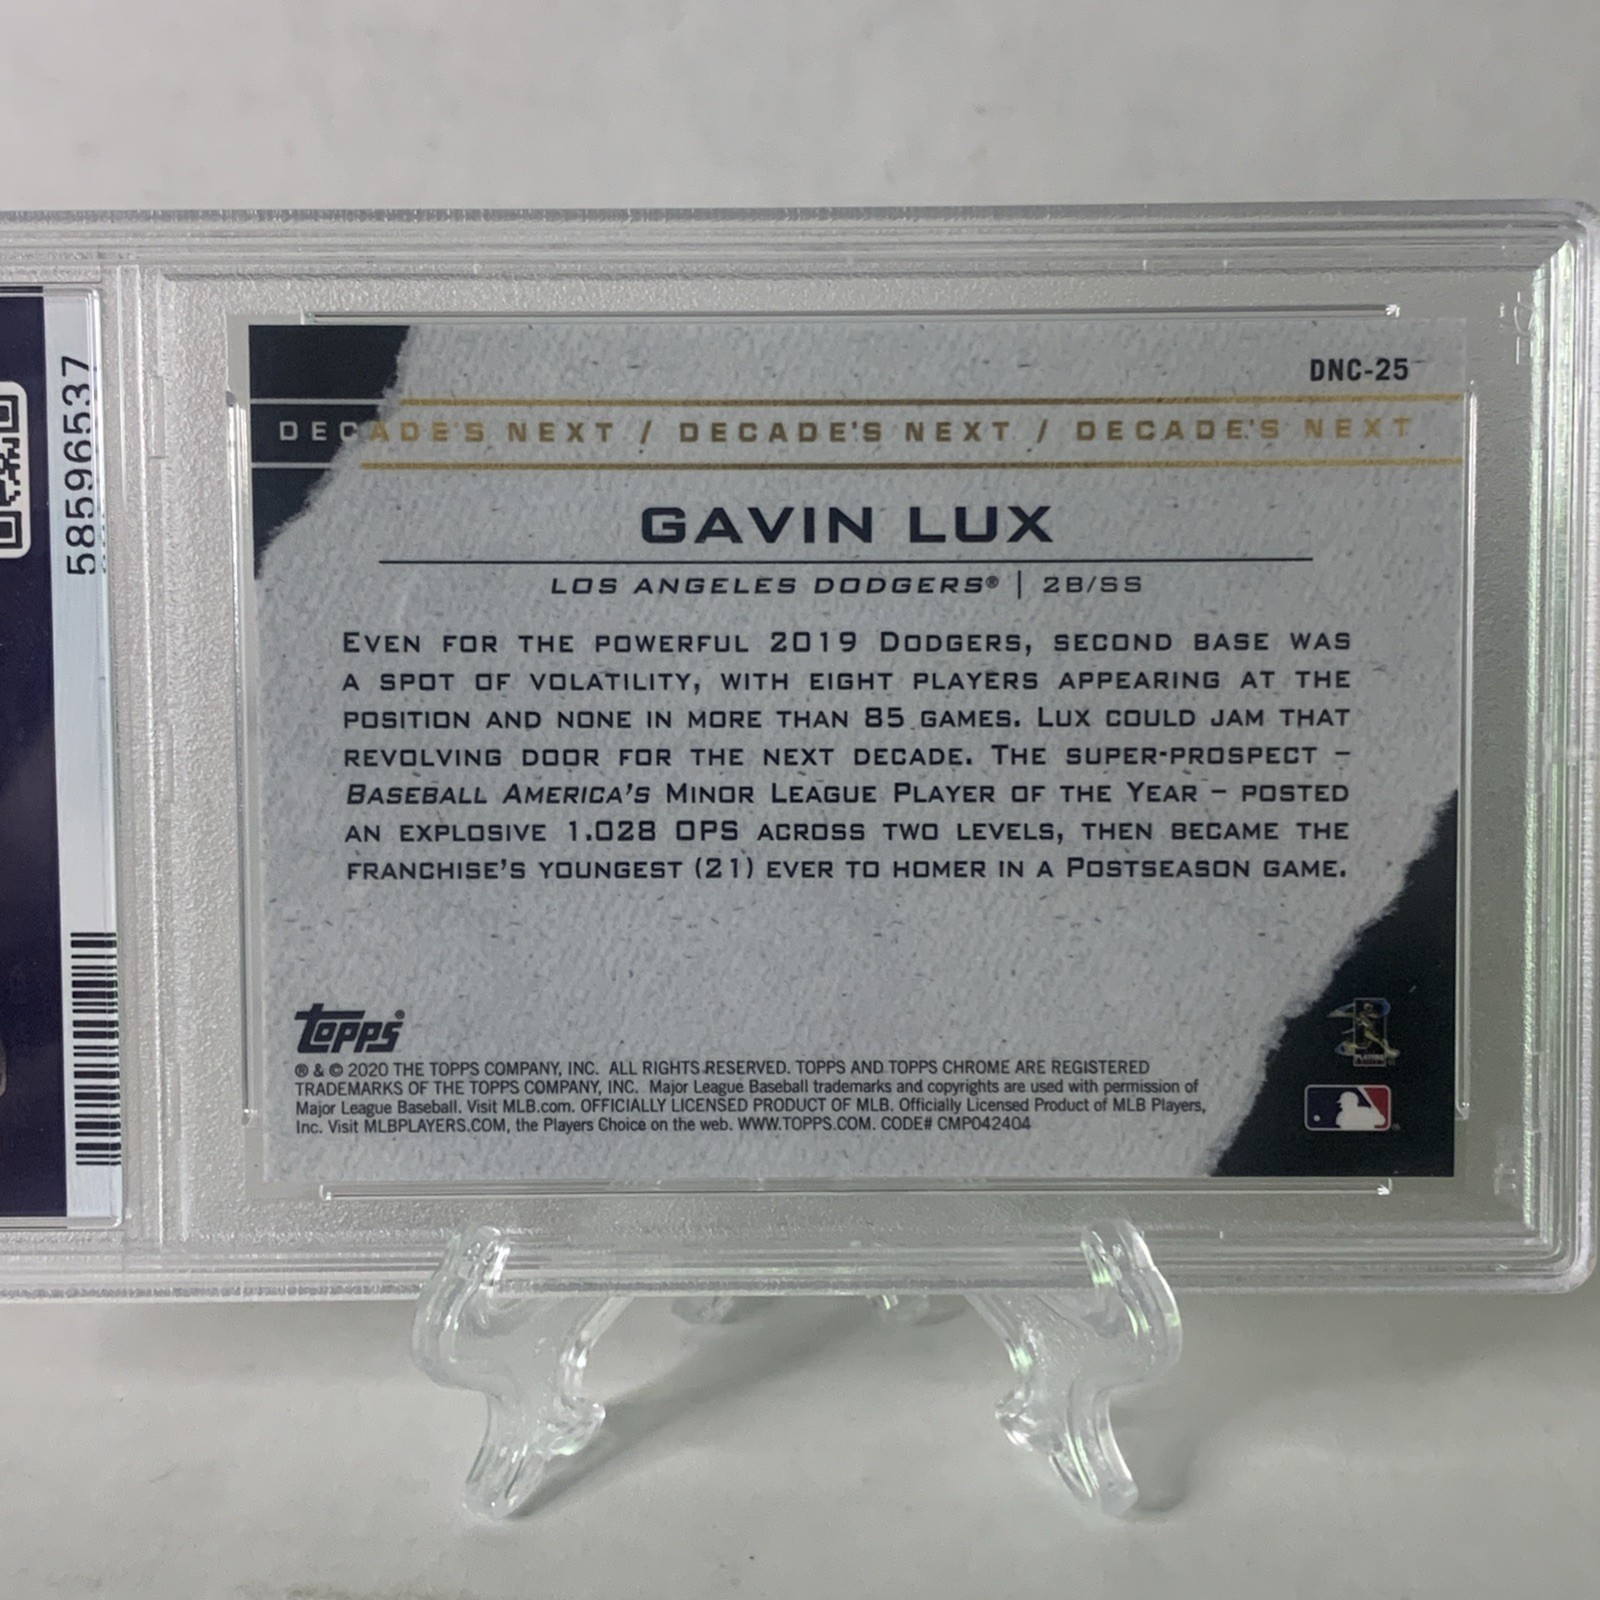 58596537
DNC-25
DECADE'S NEXT / DECADE'S NEXT / DECADE'S NEXT
GAVIN LUX
LOS ANGELES DODGERS® | 2B/SS
EVEN FOR THE POWERFUL 2019 DODGERS, SECOND BASE WAS
A SPOT OF VOLATILITY, WITH EIGHT PLAYERS APPEARING AT THE
POSITION AND NONE IN MORE THAN 85 GAMES. LUX COULD JAM THAT
REVOLVING DOOR FOR THE NEXT DECADE. THE SUPER-PROSPECT –
BASEBALL AMERICA'S MINOR LEAGUE PLAYER OF THE YEAR – POSTED
AN EXPLOSIVE 1.028 OPS ACROSS TWO LEVELS, THEN BECAME THE
FRANCHISE'S YOUNGEST (21) EVER TO HOMER IN A POSTSEASON GAME.
Topps®
® & © 2020 THE TOPPS COMPANY, INC. ALL RIGHTS RESERVED. TOPPS AND TOPPS CHROME ARE REGISTERED
TRADEMARKS OF THE TOPPS COMPANY, INC. Major League Baseball trademarks and copyrights are used with permission of
Major League Baseball. Visit MLB.com. OFFICIALLY LICENSED PRODUCT OF MLB. Officially Licensed Product of MLB Players,
Inc. Visit MLBPLAYERS.COM, the Players Choice on the web. WWW.TOPPS.COM. CODE# CMP042404
PLAYERS